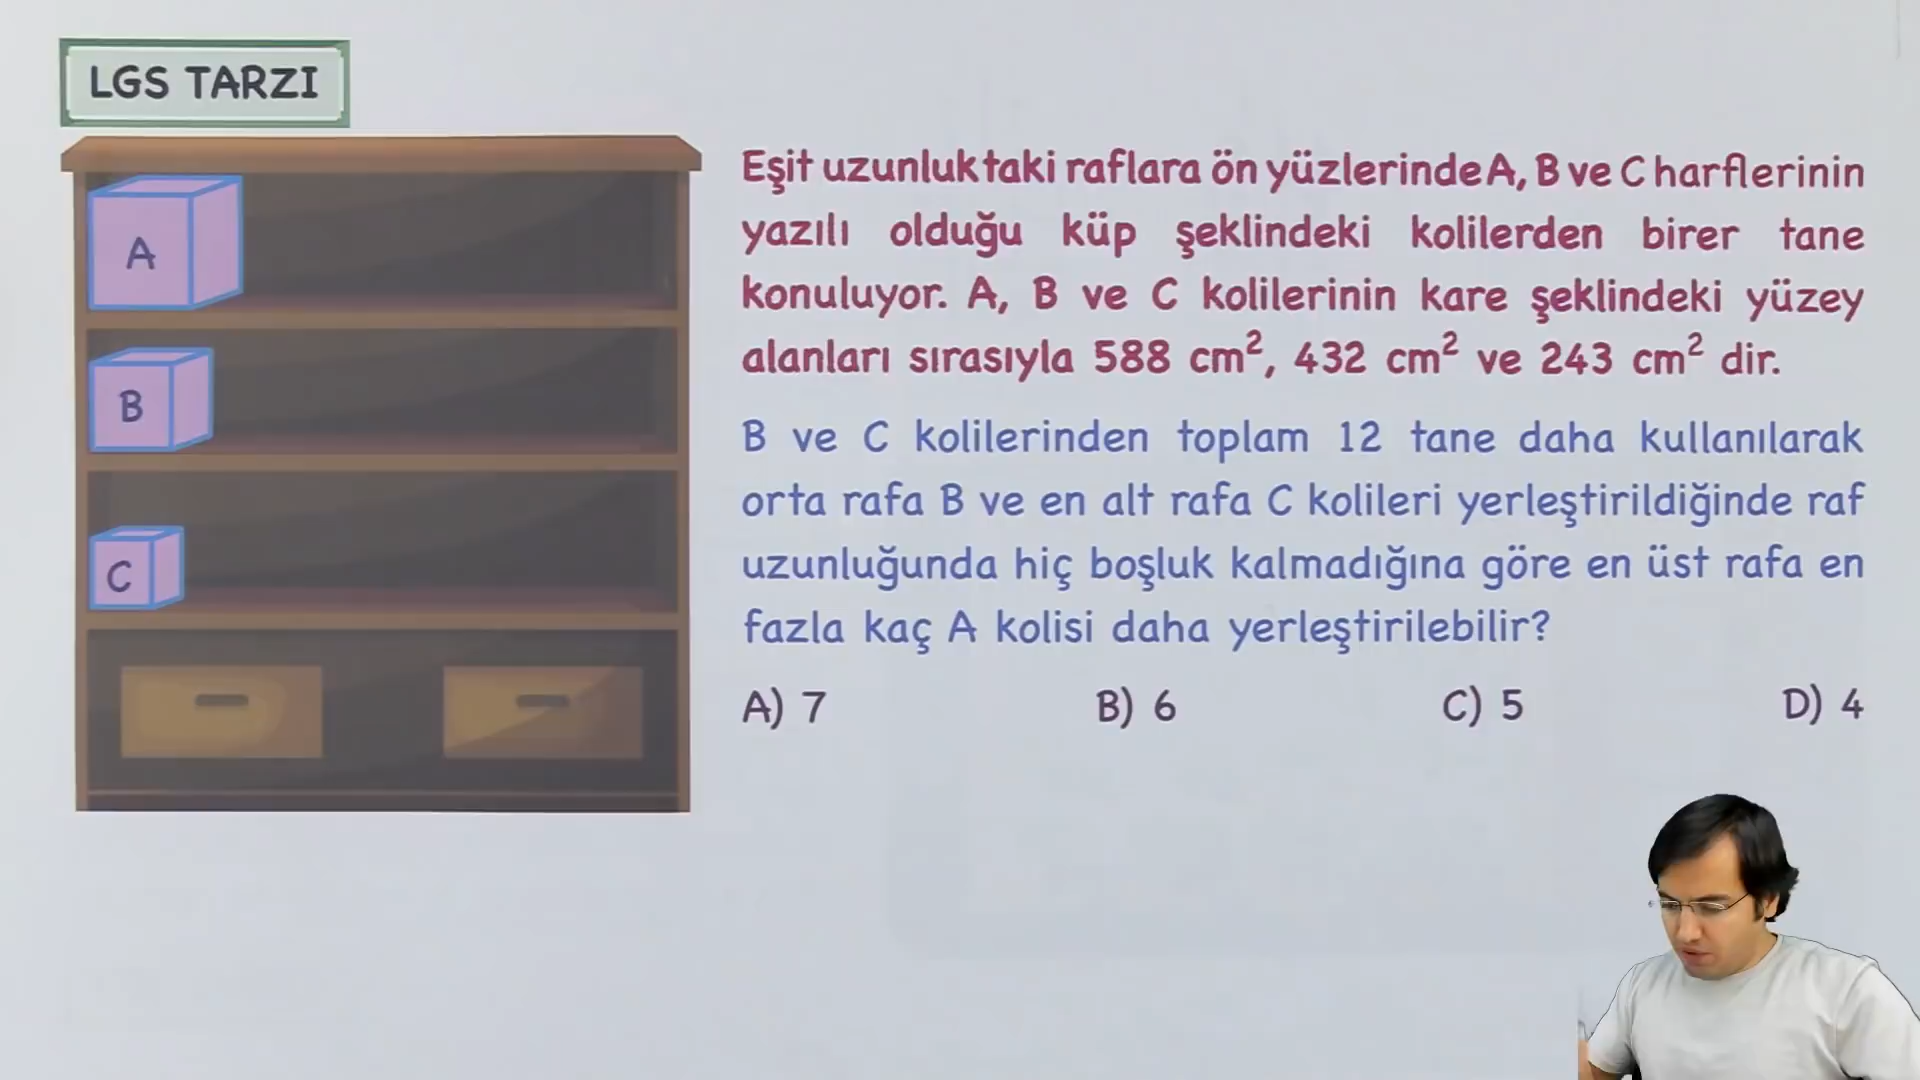 LGS TARZI
A
B
C
Eşit uzunluktaki raflara ön yüzlerinde A, B ve C harflerinin
yazılı olduğu küp şeklindeki kolilerden birer tane
konuluyor. A, B ve C kolilerinin kare şeklindeki yüzey
alanları sırasıyla 588 cm², 432 cm² ve 243 cm² dir.
B ve C kolilerinden toplam 12 tane daha kullanılarak
orta rafa B ve en alt rafa C kolileri yerleştirildiğinde raf
uzunluğunda hiç boşluk kalmadığına göre en üst rafa en
fazla kaç A kolisi daha yerleştirilebilir?
A) 7 B) 6 C) 5 D) 4